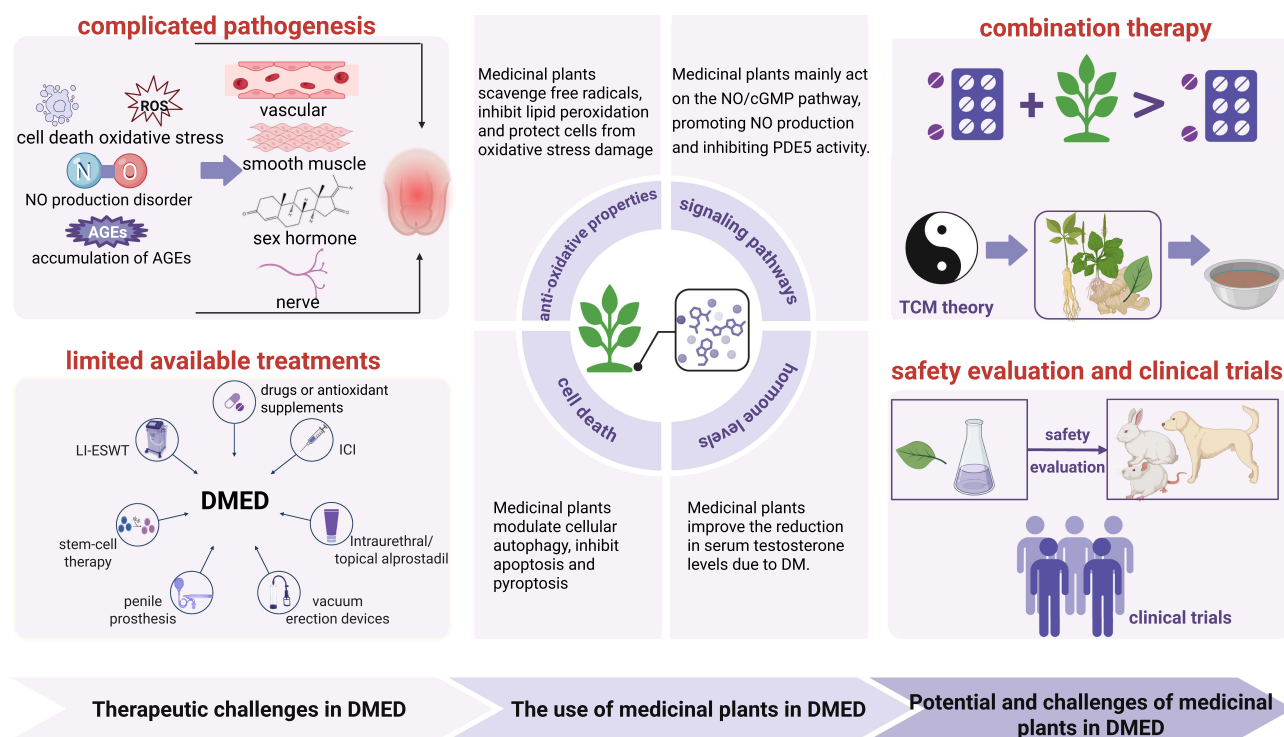 complicated pathogenesis
ROS
cell death oxidative stress
N O
NO production disorder
AGEs
accumulation of AGEs
vascular
smooth muscle
sex hormone
nerve
limited available treatments
drugs or antioxidant
supplements
LI-ESWT
ICI
DMED
stem-cell
therapy
Intraurethral/
topical alprostadil
penile
prosthesis
vacuum
erection devices
Medicinal plants
scavenge free radicals,
inhibit lipid peroxidation
and protect cells from
oxidative stress damage
Medicinal plants mainly act
on the NO/cGMP pathway,
promoting NO production
and inhibiting PDE5 activity.
anti-oxidative properties
signaling pathways
cell death
hormone levels
Medicinal plants
modulate cellular
autophagy, inhibit
apoptosis and
pyroptosis
Medicinal plants
improve the reduction
in serum testosterone
levels due to DM.
combination therapy
+ >
TCM theory
safety evaluation and clinical trials
safety
evaluation
clinical trials
Therapeutic challenges in DMED
The use of medicinal plants in DMED
Potential and challenges of medicinal
plants in DMED